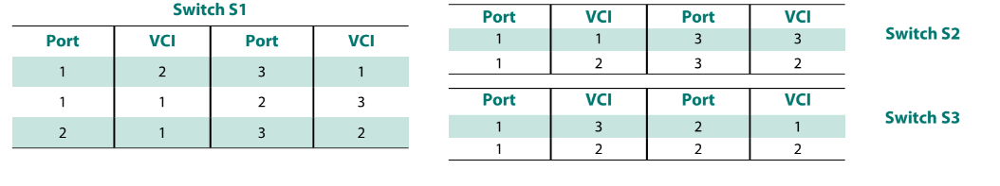 Switch S1
Port VCI Port VCI
1 2 3 1
1 1 2 3
2 1 3 2
Port VCI Port VCI
1 1 3 3
1 2 3 2
Switch S2
Port VCI Port VCI
1 3 2 1
1 2 2 2
Switch S3